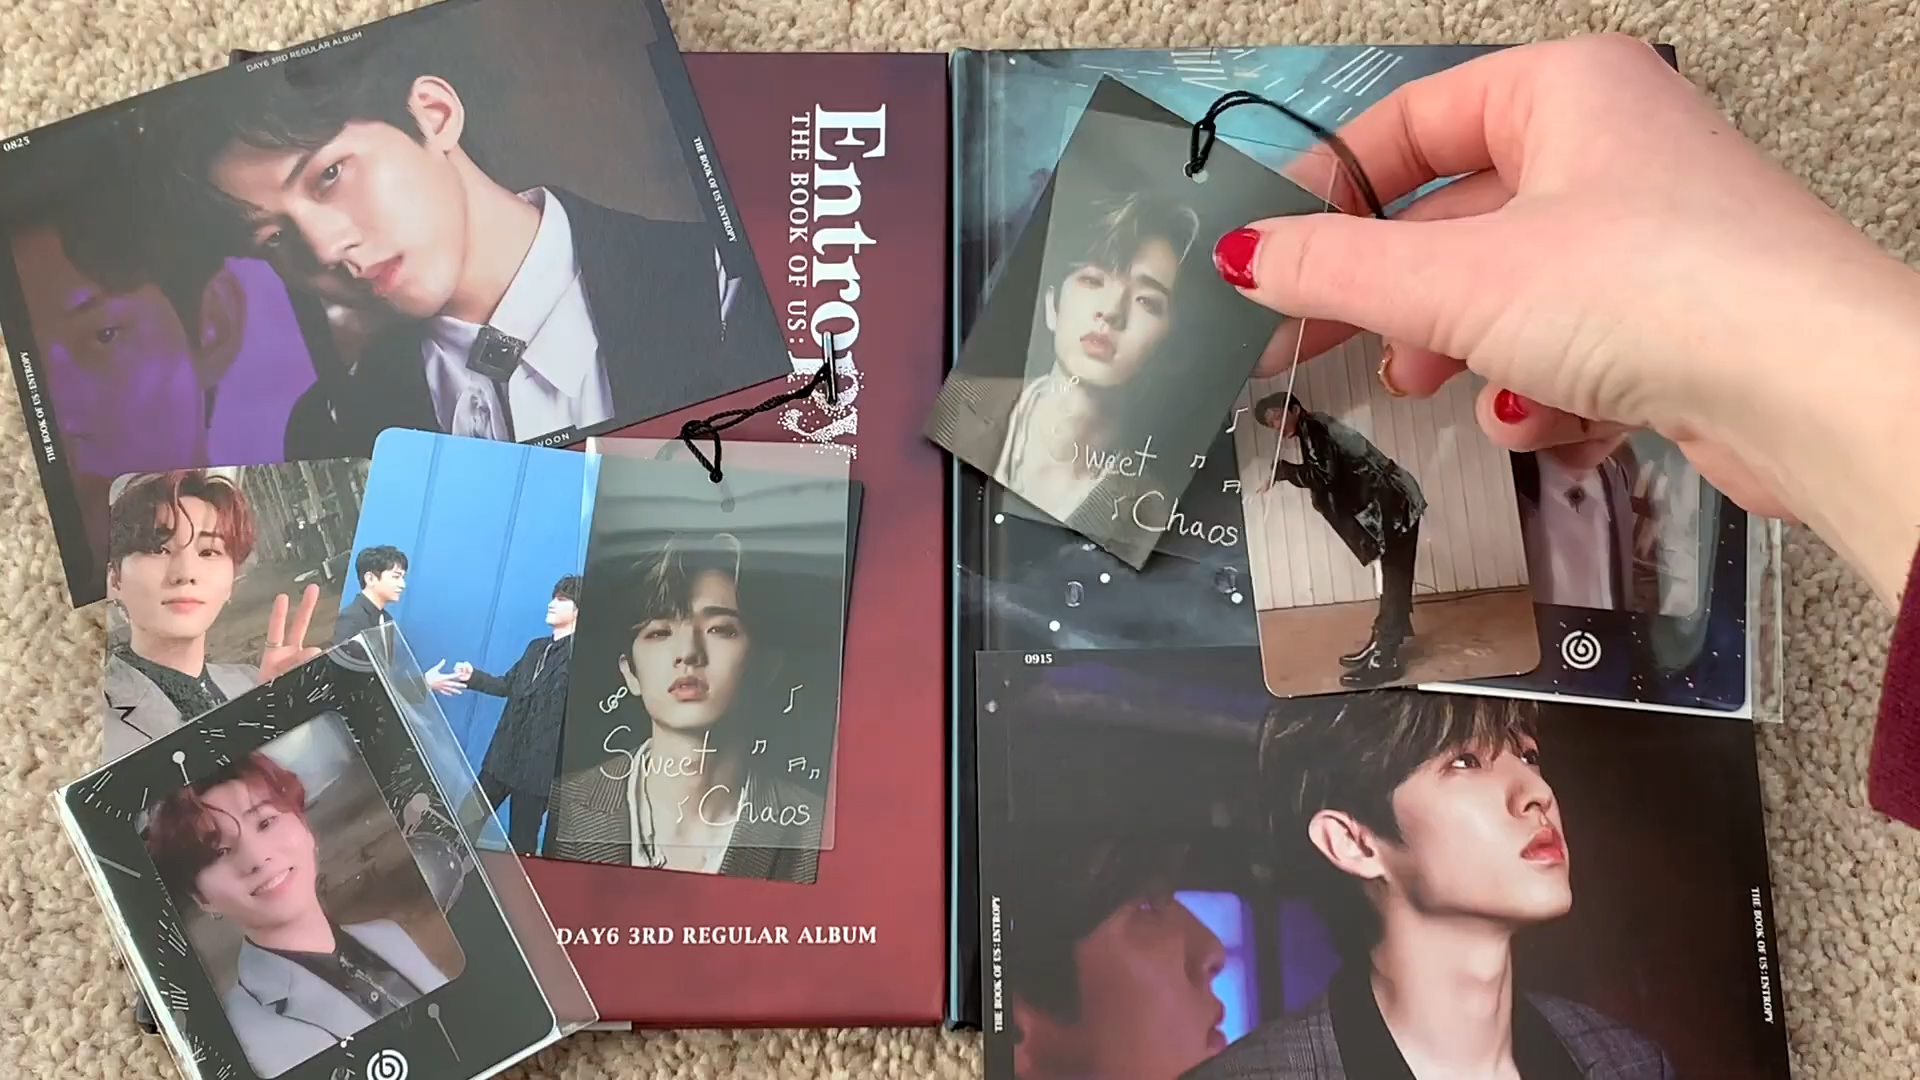 DAY6 3RD REGULAR ALBUM
0825
THE BOOK OF US : ENTROPY
THE BOOK OF US : ENTROPY
WOON
Entropy
THE BOOK OF US:
Sweet
Chaos
DAY6 3RD REGULAR ALBUM
Sweet
Chaos
0915
THE BOOK OF US : ENTROPY
THE BOOK OF US : ENTROPY